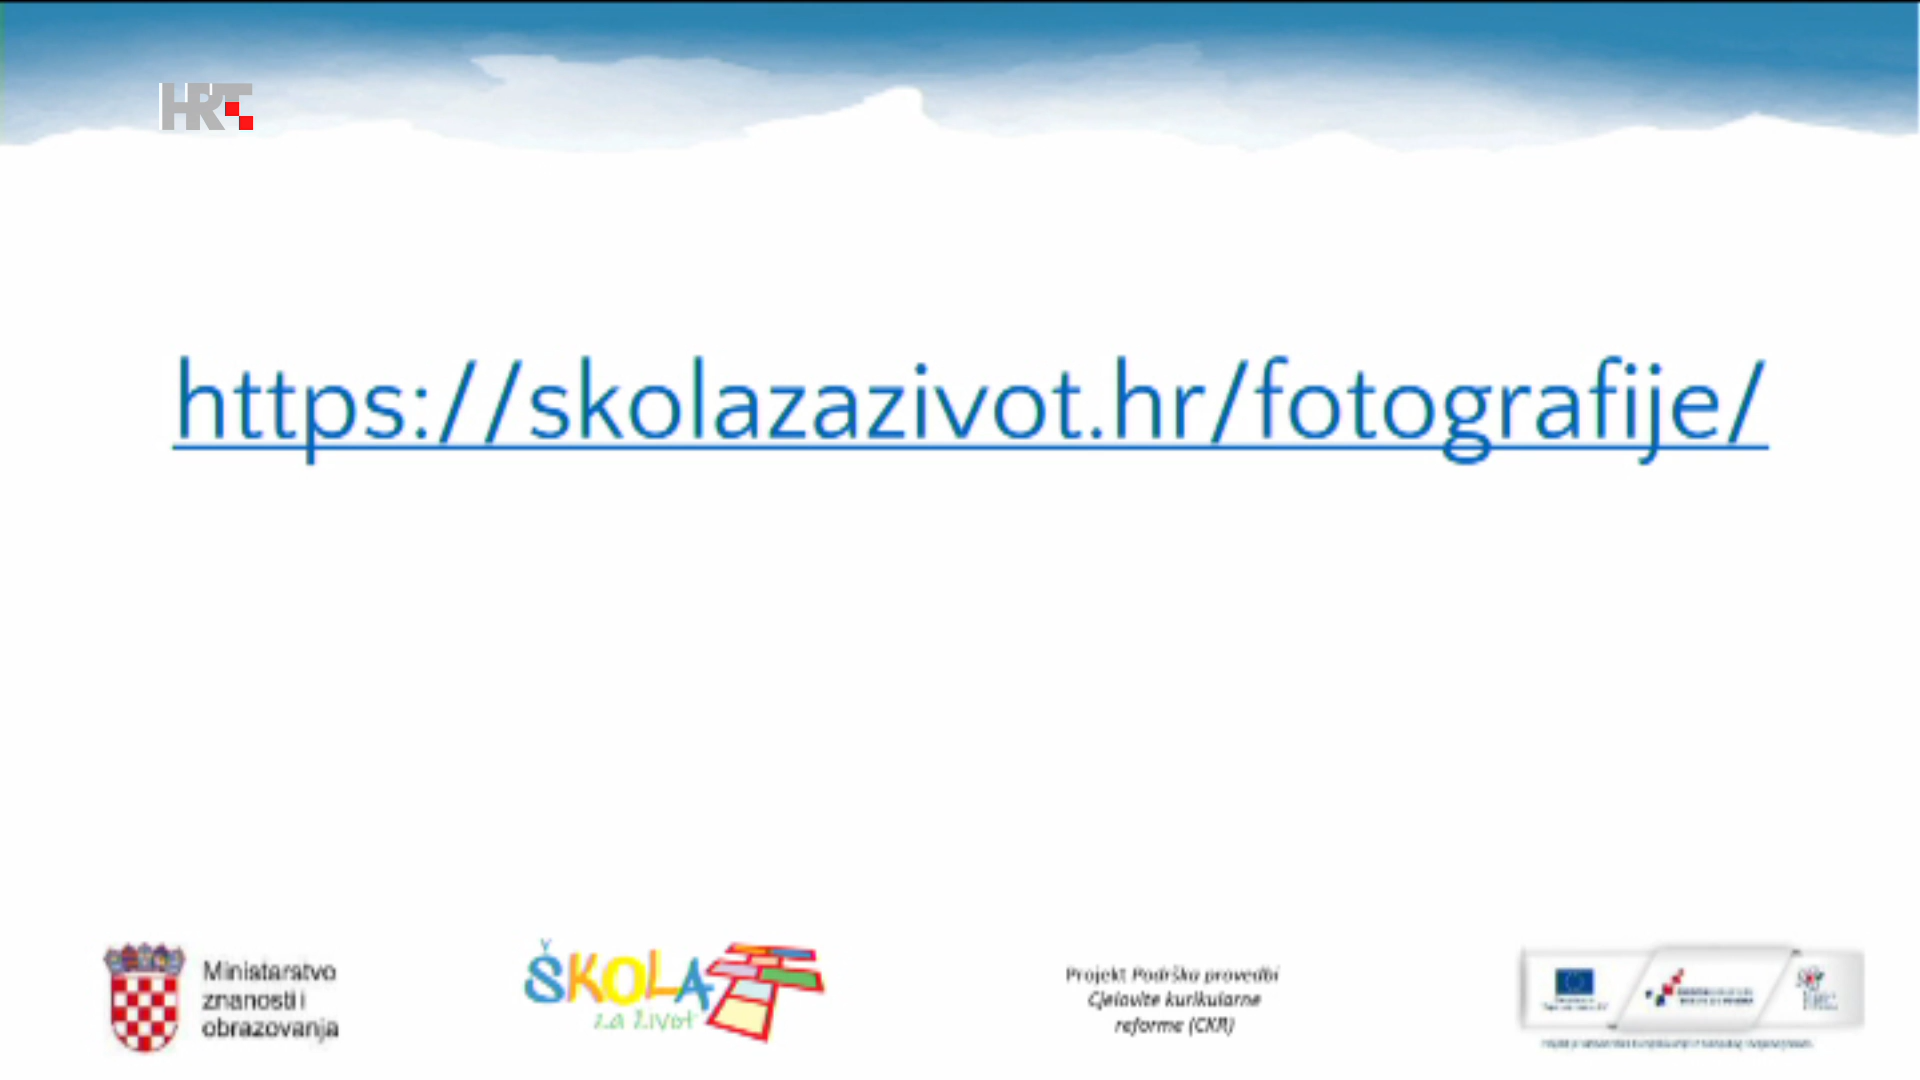 HRT
https://skolazazivot.hr/fotografije/
Ministarstvo
znanosti i
obrazovanja
ŠKOLA
za život
Projekt Podrška provedbi
Cjelovite kurikularne
reforme (CKR)